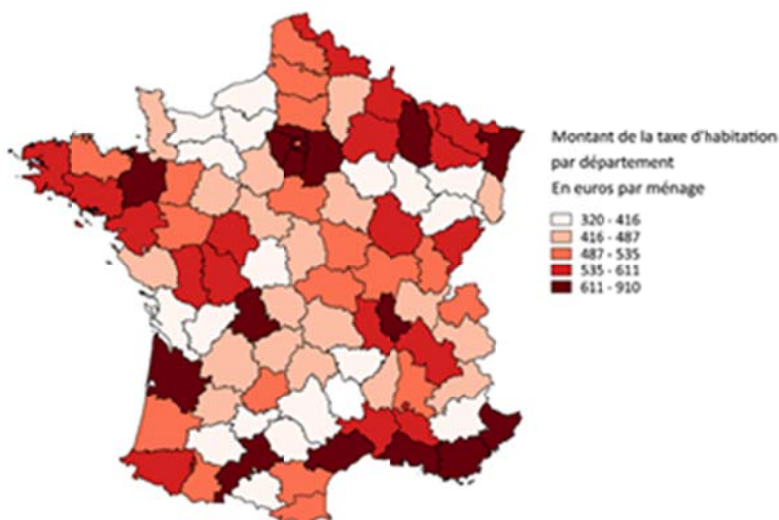 Montant de la taxe d'habitation
par département
En euros par ménage
320 - 416
416 - 487
487 - 535
535 - 611
611 - 910